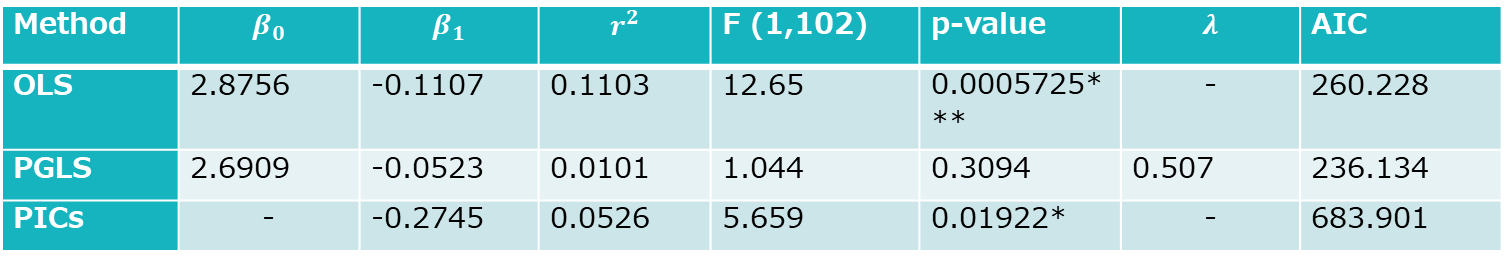 Method β₀ β₁ r² F (1,102) p-value λ AIC
OLS 2.8756 -0.1107 0.1103 12.65 0.0005725* - 260.228
**
PGLS 2.6909 -0.0523 0.0101 1.044 0.3094 0.507 236.134
PICs - -0.2745 0.0526 5.659 0.01922* - 683.901